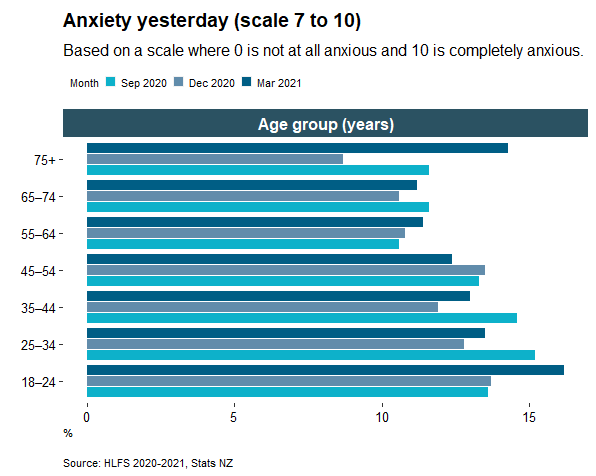 Anxiety yesterday (scale 7 to 10)
Based on a scale where 0 is not at all anxious and 10 is completely anxious.
Month Sep 2020 Dec 2020 Mar 2021
Age group (years)
75+
65–74
55–64
45–54
35–44
25–34
18–24
0 5 10 15
%
Source: HLFS 2020-2021, Stats NZ